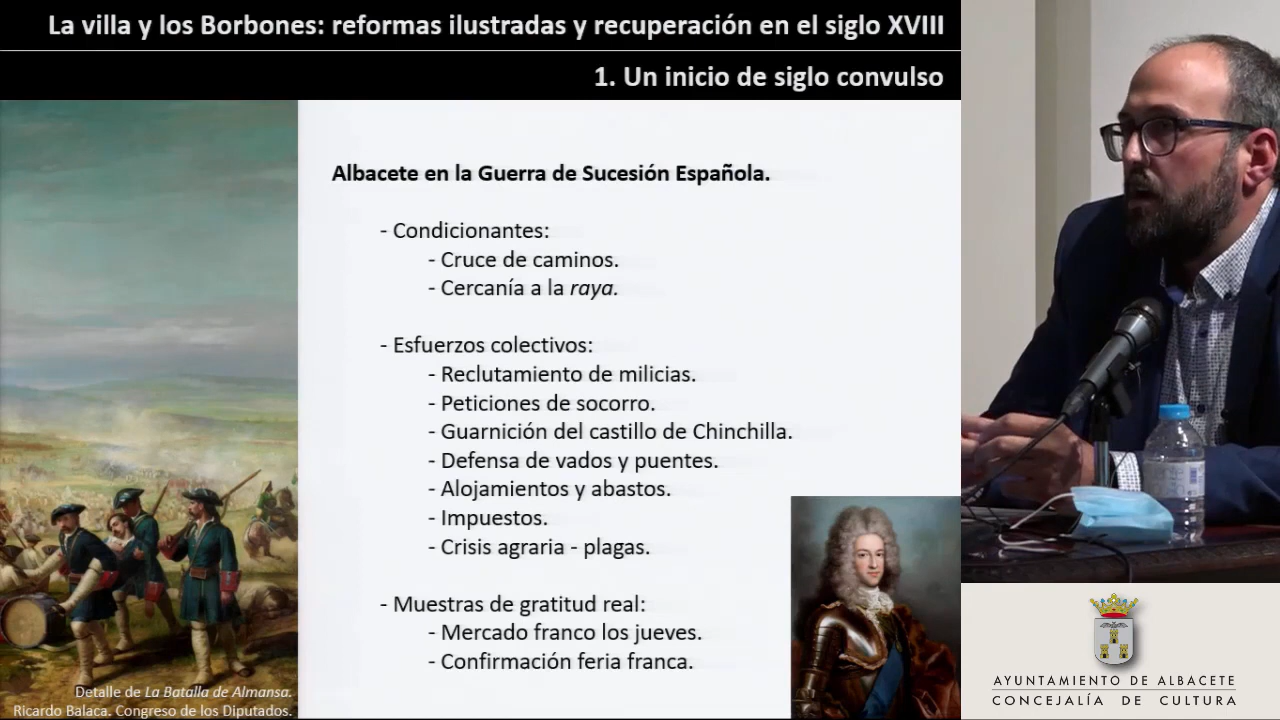 La villa y los Borbones: reformas ilustradas y recuperación en el siglo XVIII
1. Un inicio de siglo convulso
Albacete en la Guerra de Sucesión Española.
- Condicionantes:
- Cruce de caminos.
- Cercanía a la raya.
- Esfuerzos colectivos:
- Reclutamiento de milicias.
- Peticiones de socorro.
- Guarnición del castillo de Chinchilla.
- Defensa de vados y puentes.
- Alojamientos y abastos.
- Impuestos.
- Crisis agraria - plagas.
- Muestras de gratitud real:
- Mercado franco los jueves.
- Confirmación feria franca.
Detalle de La Batalla de Almansa.
Ricardo Balaca. Congreso de los Diputados.
AYUNTAMIENTO DE ALBACETE
CONCEJALÍA DE CULTURA